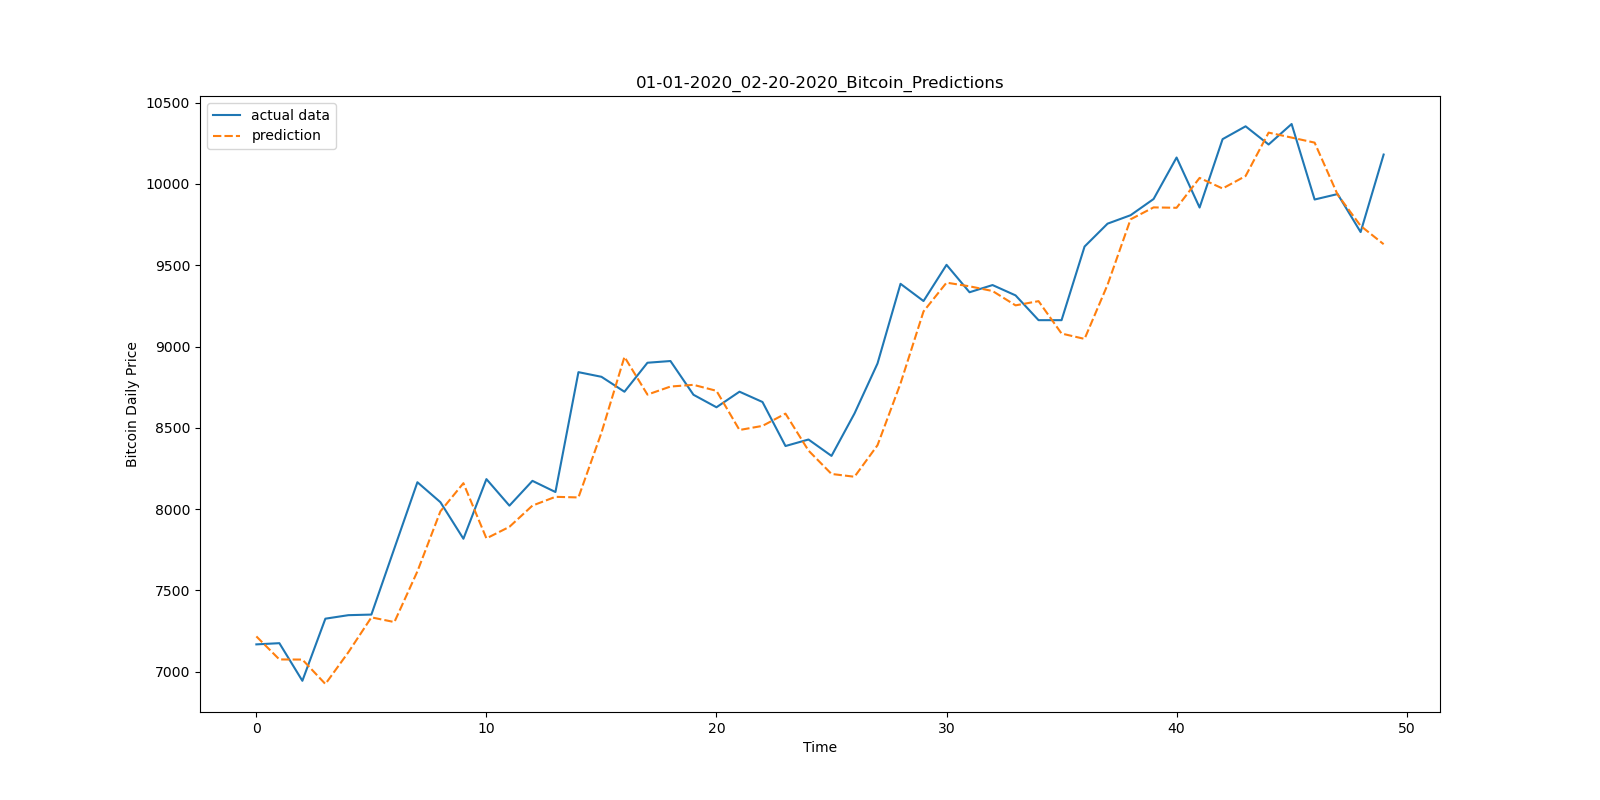 01-01-2020_02-20-2020_Bitcoin_Predictions
actual data
prediction
10500
10000
9500
9000
8500
8000
7500
7000
Bitcoin Daily Price
0 10 20 30 40 50
Time